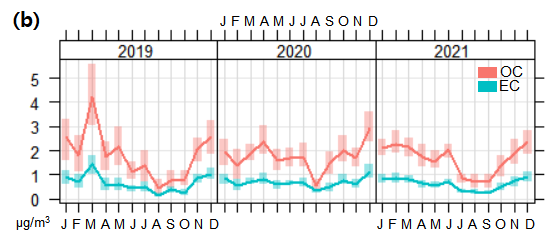 (b)
J F M A M J J A S O N D
2019 2020 2021
OC
EC
5
4
3
2
1
0
μg/m³
J F M A M J J A S O N D J F M A M J J A S O N D